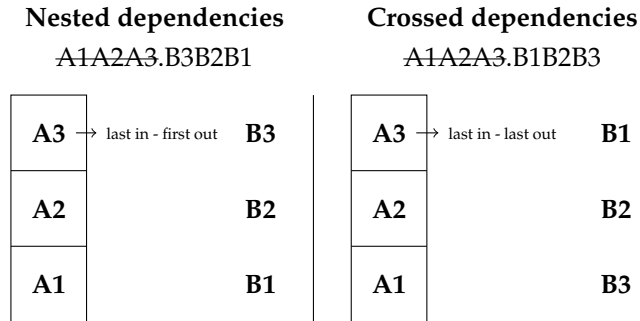 Nested dependencies
A1A2A3.B3B2B1
A3 → last in - first out B3
A2 B2
A1 B1
Crossed dependencies
A1A2A3.B1B2B3
A3 → last in - last out B1
A2 B2
A1 B3